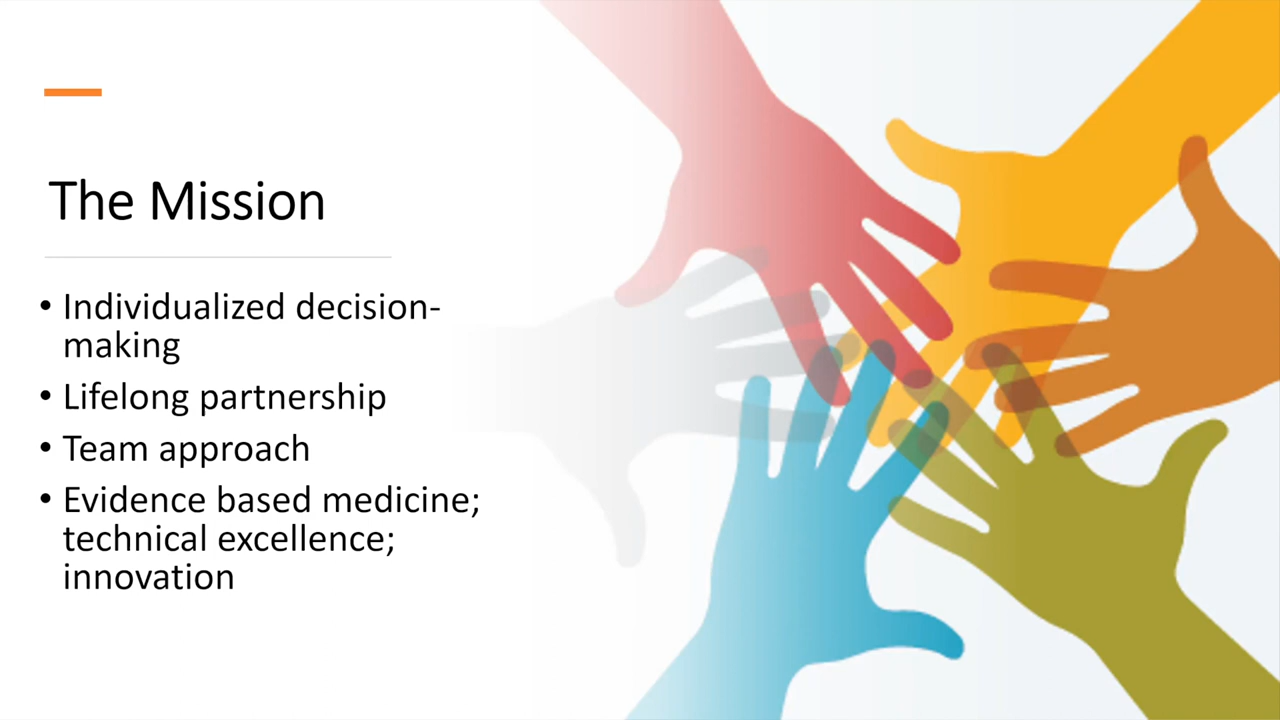 The Mission
• Individualized decision-
making
• Lifelong partnership
• Team approach
• Evidence based medicine;
technical excellence;
innovation